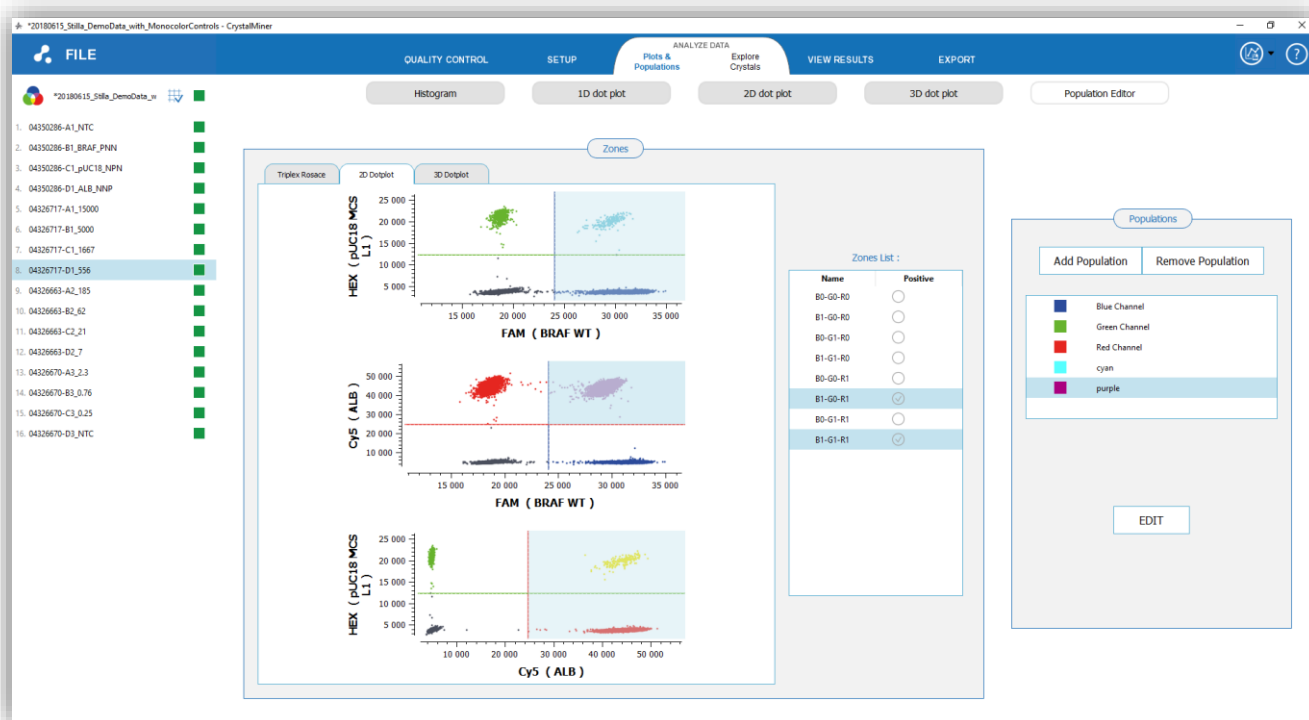 *20180615_Stilla_DemoData_with_MonocolorControls - CrystalMiner
FILE
QUALITY CONTROL
SETUP
ANALYZE DATA
Plots &
Populations
Explore
Crystals
VIEW RESULTS
EXPORT
?
*20180615_Stilla_DemoData_w
Histogram
1D dot plot
2D dot plot
3D dot plot
Population Editor
1. 04350286-A1_NTC
2. 04350286-B1_BRAF_PNN
3. 04350286-C1_pUC18_NPN
4. 04350286-D1_ALB_NNP
5. 04326717-A1_15000
6. 04326717-B1_5000
7. 04326717-C1_1667
8. 04326717-D1_556
9. 04326663-A2_185
10. 04326663-B2_62
11. 04326663-C2_21
12. 04326663-D2_7
13. 04326670-A3_2.3
14. 04326670-B3_0.76
15. 04326670-C3_0.25
16. 04326670-D3_NTC
Zones
Triplex Rosace
2D Dotplot
3D Dotplot
HEX ( pUC18 MCS
L1 )
25 000
20 000
15 000
10 000
5 000
15 000 20 000 25 000 30 000 35 000
FAM ( BRAF WT )
Cy5 ( ALB )
50 000
40 000
30 000
20 000
10 000
15 000 20 000 25 000 30 000 35 000
FAM ( BRAF WT )
HEX ( pUC18 MCS
L1 )
25 000
20 000
15 000
10 000
5 000
10 000 20 000 30 000 40 000 50 000
Cy5 ( ALB )
Zones List :
Name Positive
B0-G0-R0
B1-G0-R0
B0-G1-R0
B1-G1-R0
B0-G0-R1
B1-G0-R1
B0-G1-R1
B1-G1-R1
Populations
Add Population
Remove Population
Blue Channel
Green Channel
Red Channel
cyan
purple
EDIT